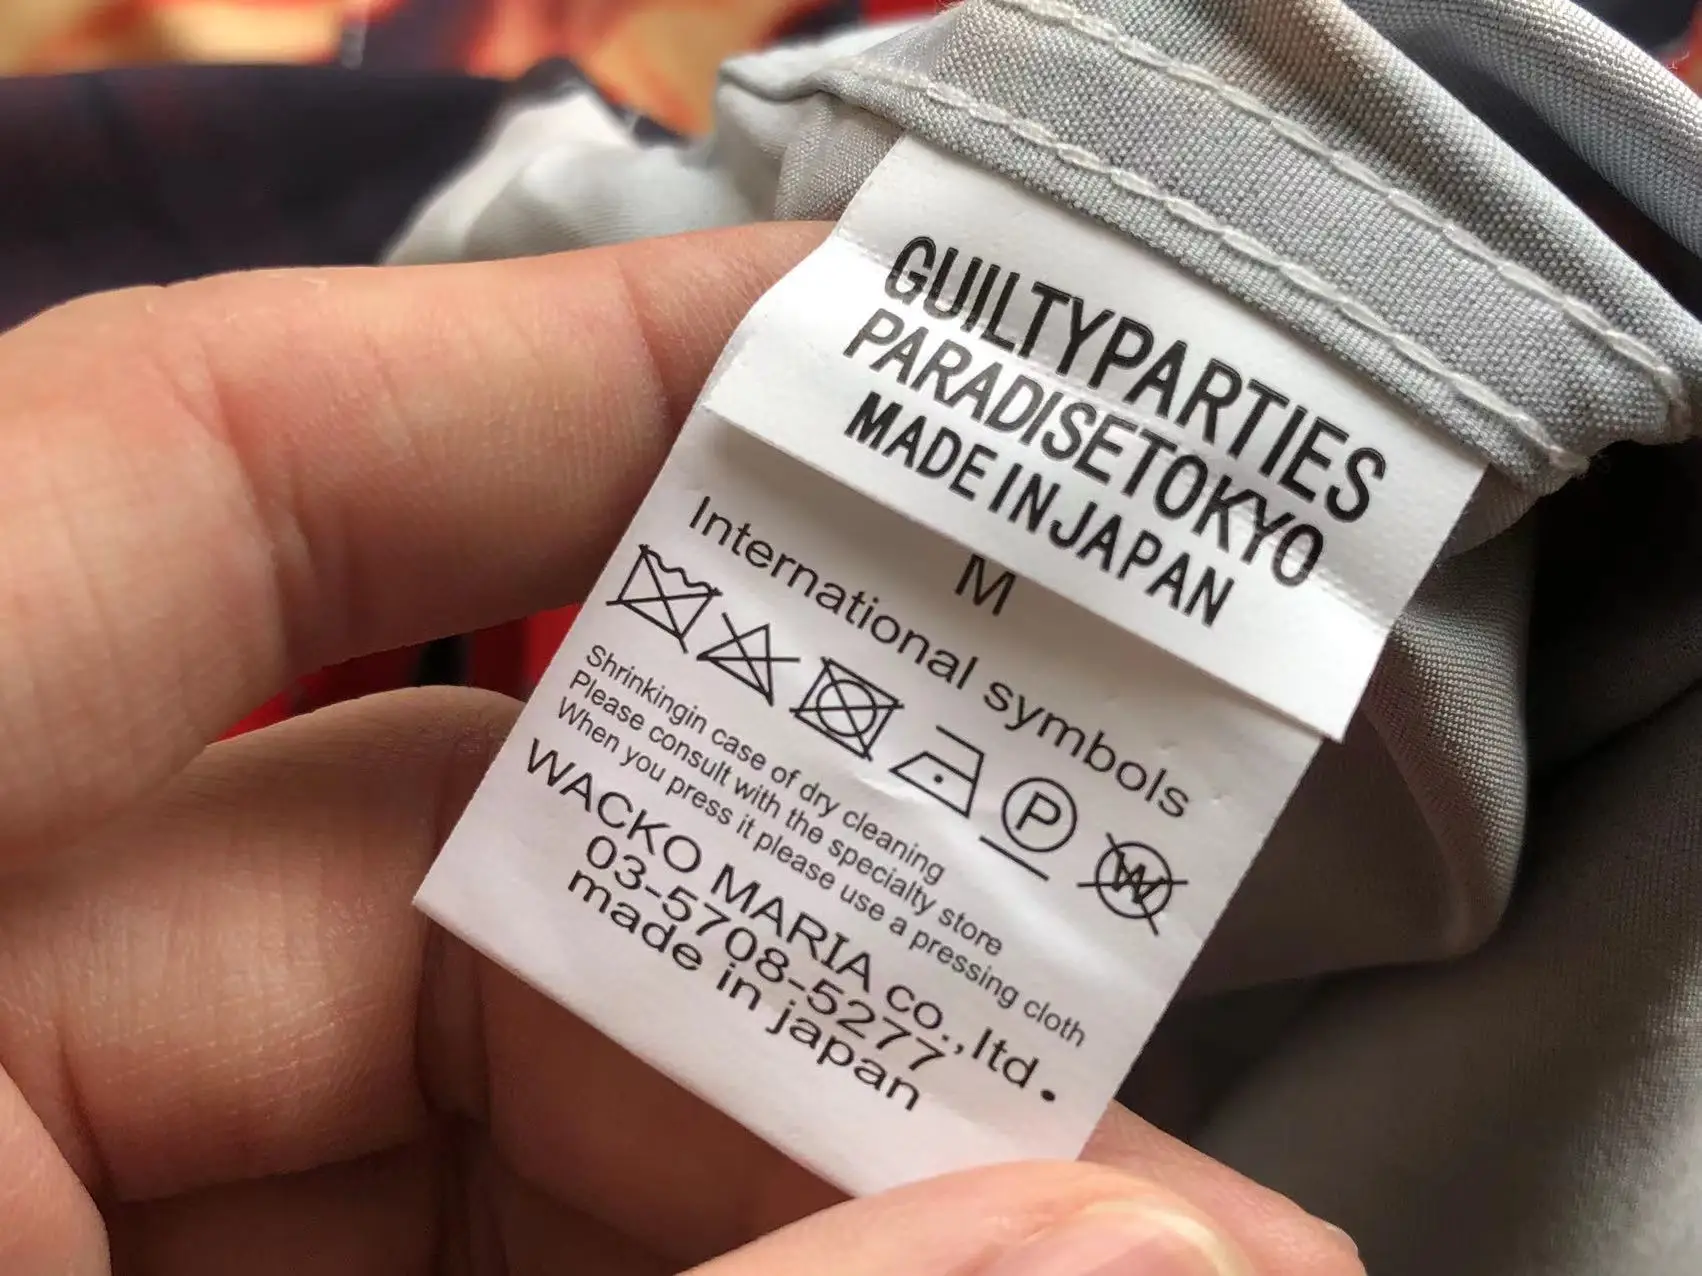 GUILTYPARTIES
PARADISETOKYO
MADE IN JAPAN
M
International symbols
P W
Shrinkingin case of dry cleaning
Please consult with the specialty store
When you press it please use a pressing cloth
WACKO MARIA co.,ltd.
03-5708-5277
made in japan